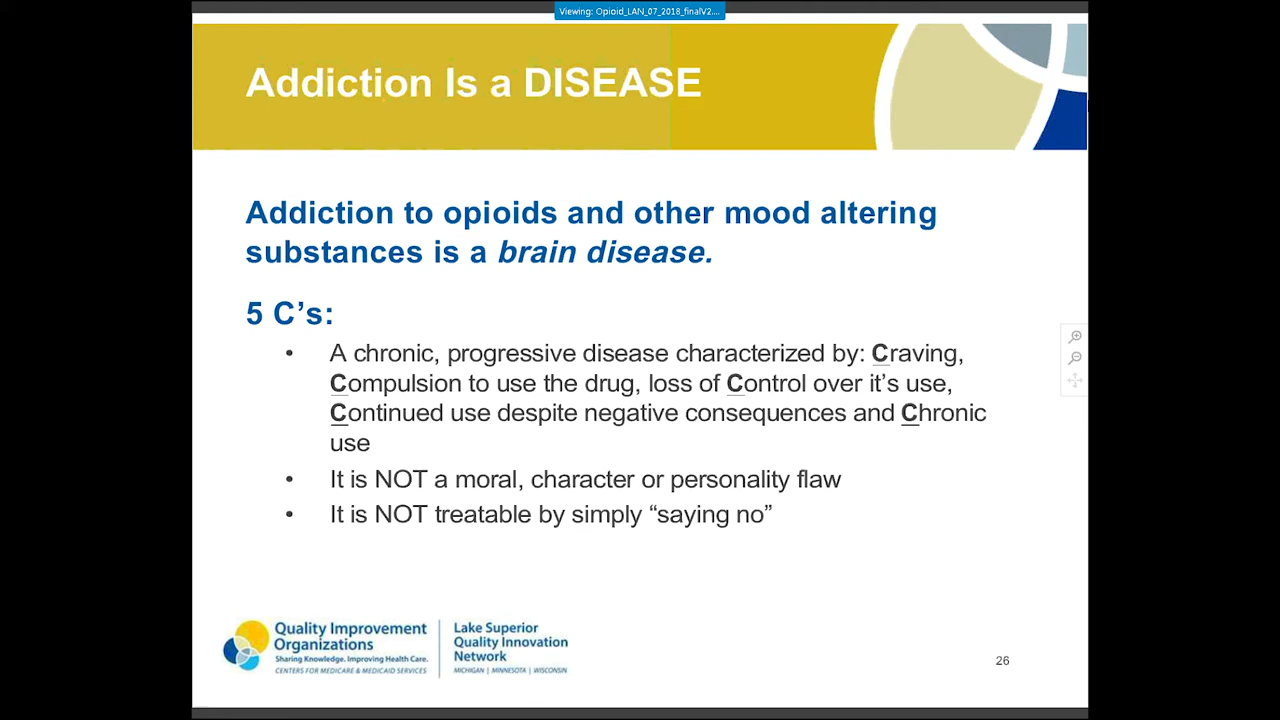 Viewing: Opioid_LAN_07_2018_finalV2....
Addiction Is a DISEASE
Addiction to opioids and other mood altering
substances is a brain disease.
5 C’s:
• A chronic, progressive disease characterized by: Craving,
Compulsion to use the drug, loss of Control over it’s use,
Continued use despite negative consequences and Chronic
use
• It is NOT a moral, character or personality flaw
• It is NOT treatable by simply “saying no”
Quality Improvement
Organizations
Sharing Knowledge. Improving Health Care.
CENTERS FOR MEDICARE & MEDICAID SERVICES
Lake Superior
Quality Innovation
Network
MICHIGAN | MINNESOTA | WISCONSIN
26